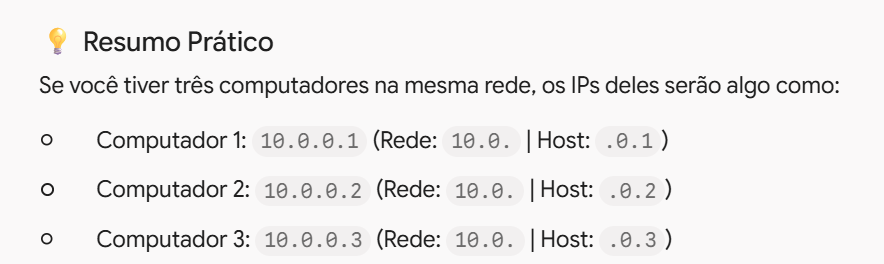 💡 Resumo Prático
Se você tiver três computadores na mesma rede, os IPs deles serão algo como:
○ Computador 1: 10.0.0.1 (Rede: 10.0. | Host: .0.1)
○ Computador 2: 10.0.0.2 (Rede: 10.0. | Host: .0.2)
○ Computador 3: 10.0.0.3 (Rede: 10.0. | Host: .0.3)